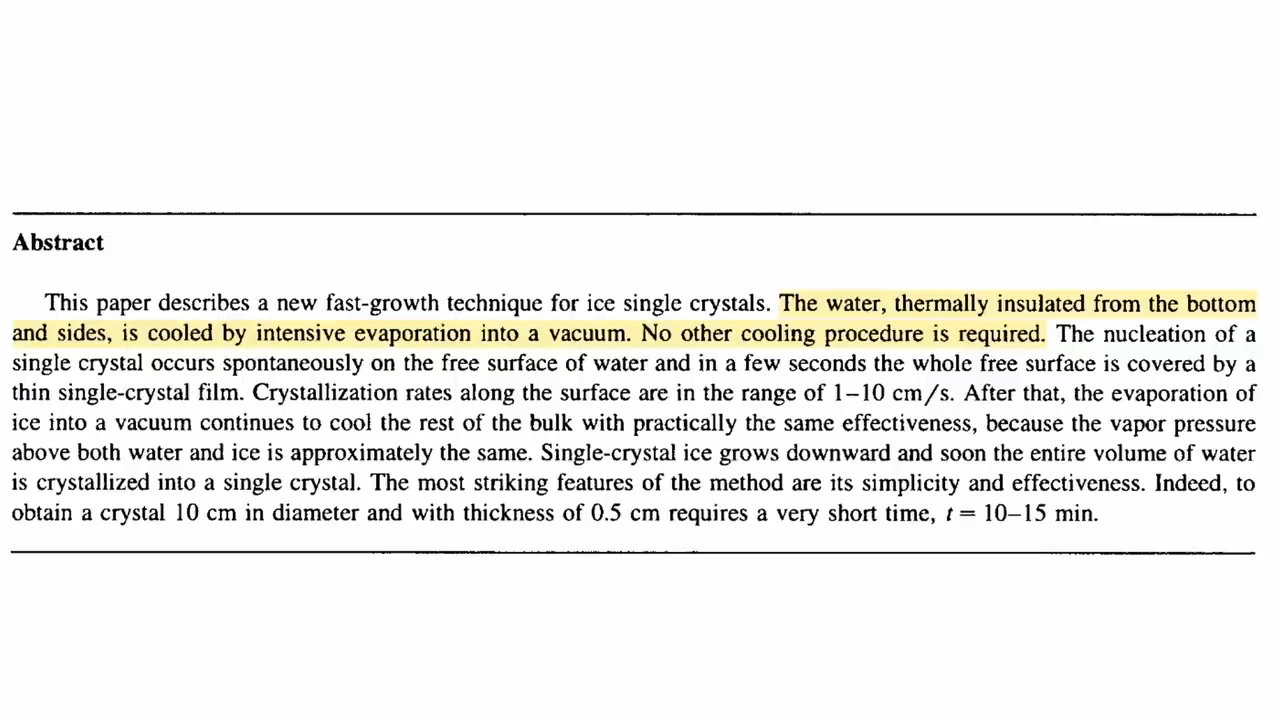 Abstract
This paper describes a new fast-growth technique for ice single crystals. The water, thermally insulated from the bottom
and sides, is cooled by intensive evaporation into a vacuum. No other cooling procedure is required. The nucleation of a
single crystal occurs spontaneously on the free surface of water and in a few seconds the whole free surface is covered by a
thin single-crystal film. Crystallization rates along the surface are in the range of 1–10 cm/s. After that, the evaporation of
ice into a vacuum continues to cool the rest of the bulk with practically the same effectiveness, because the vapor pressure
above both water and ice is approximately the same. Single-crystal ice grows downward and soon the entire volume of water
is crystallized into a single crystal. The most striking features of the method are its simplicity and effectiveness. Indeed, to
obtain a crystal 10 cm in diameter and with thickness of 0.5 cm requires a very short time, t = 10–15 min.